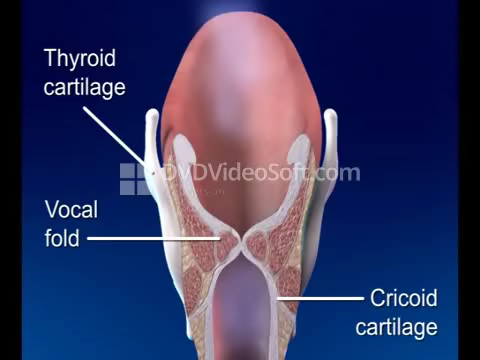 Thyroid
cartilage
DVDVideoSoft.com
Vocal
fold
Cricoid
cartilage